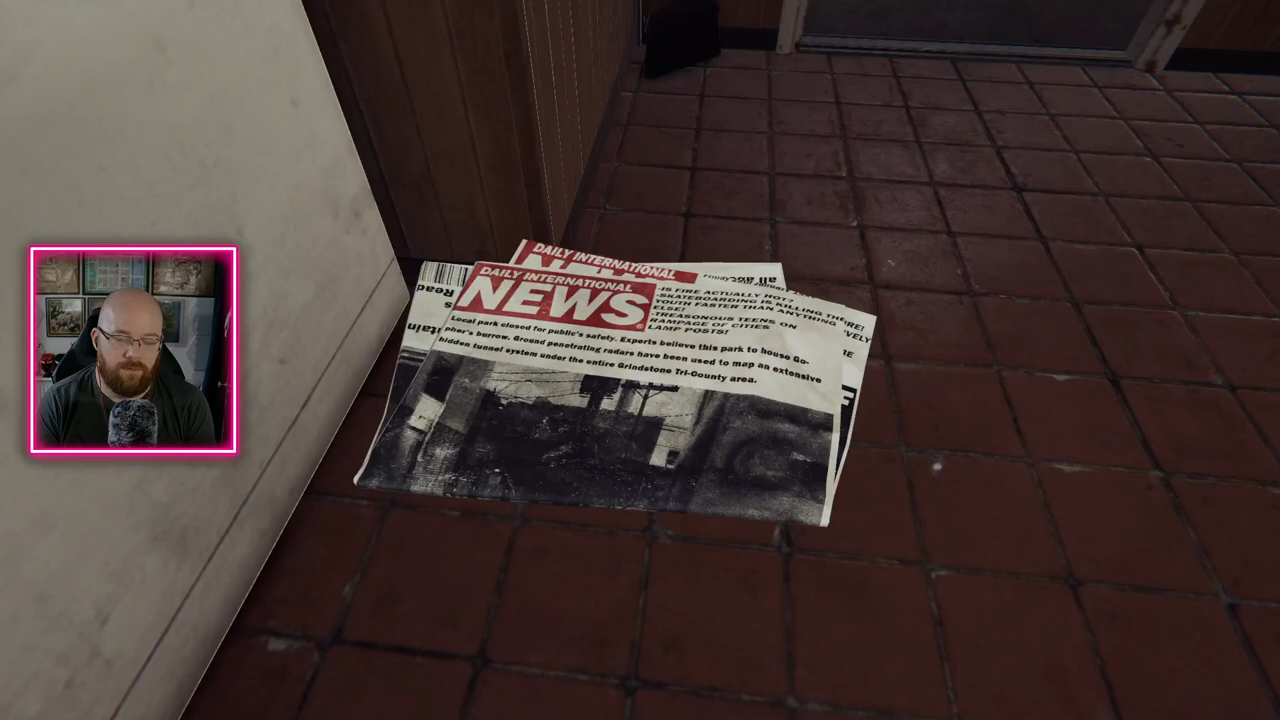 DAILY INTERNATIONAL
NEWS
DAILY INTERNATIONAL
NEWS
-IS FIRE ACTUALLY HOT?
-SKATEBOARDING IS KILLING THE
YOUTH FASTER THAN ANYTHING
ELSE!
-TREASONOUS TEENS ON
RAMPAGE OF CITIES
LAMP POSTS!
Local park closed for public's safety. Experts believe this park to house Go-
pher's burrow. Ground penetrating radars have been used to map an extensive
hidden tunnel system under the entire Grindstone Tri-County area.